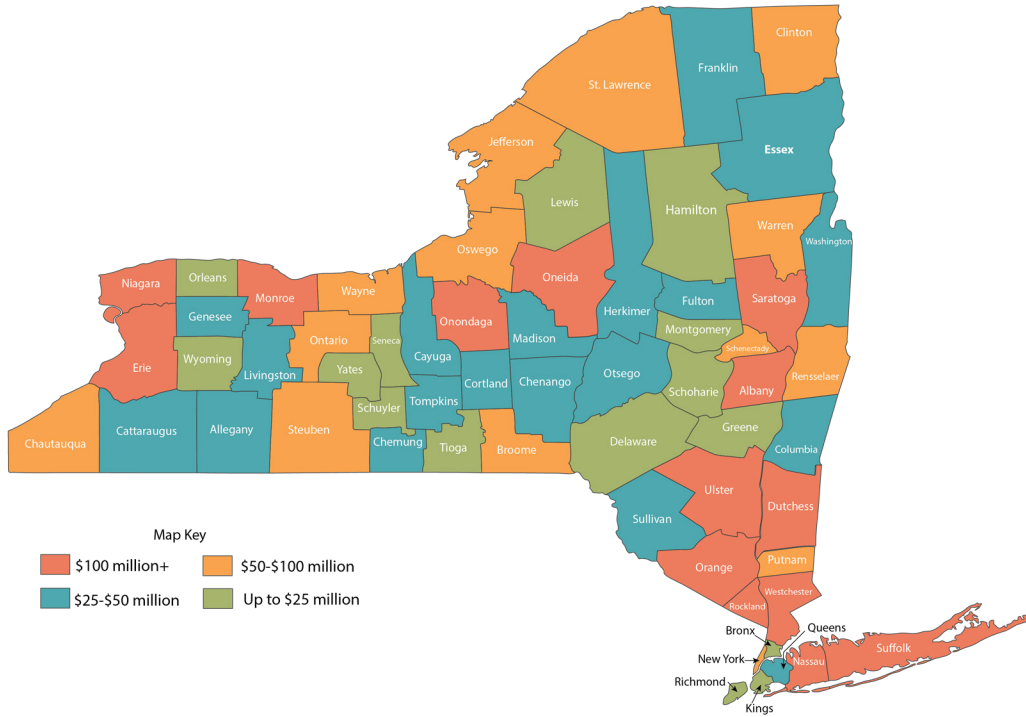 Clinton
Franklin
St. Lawrence
Jefferson
Essex
Lewis
Hamilton
Warren
Washington
Oswego
Oneida
Herkimer
Niagara
Orleans
Monroe
Wayne
Genesee
Onondaga
Madison
Fulton
Saratoga
Montgomery
Schenectady
Erie
Wyoming
Livingston
Ontario
Seneca
Yates
Cayuga
Cortland
Chenango
Otsego
Schoharie
Albany
Rensselaer
Tompkins
Schuyler
Chautauqua
Cattaraugus
Allegany
Steuben
Chemung
Tioga
Broome
Delaware
Greene
Columbia
Ulster
Dutchess
Sullivan
Orange
Putnam
Westchester
Rockland
Bronx
Queens
New York
Nassau
Suffolk
Richmond
Kings
Map Key
$100 million+
$50-$100 million
$25-$50 million
Up to $25 million